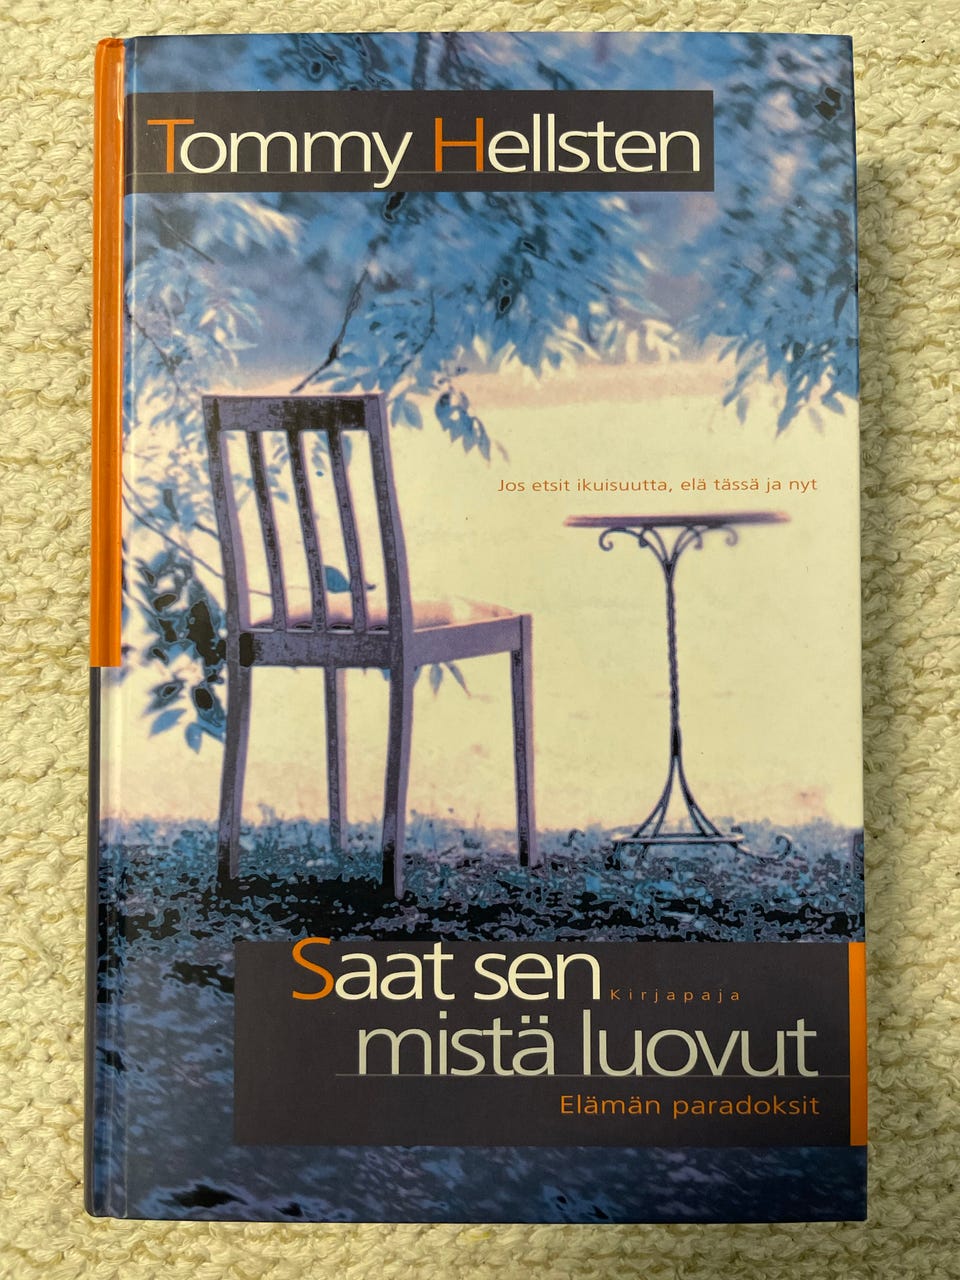 Tommy Hellsten
Jos etsit ikuisuutta, elä tässä ja nyt
Saat sen
Kirjapaja
mistä luovut
Elämän paradoksit